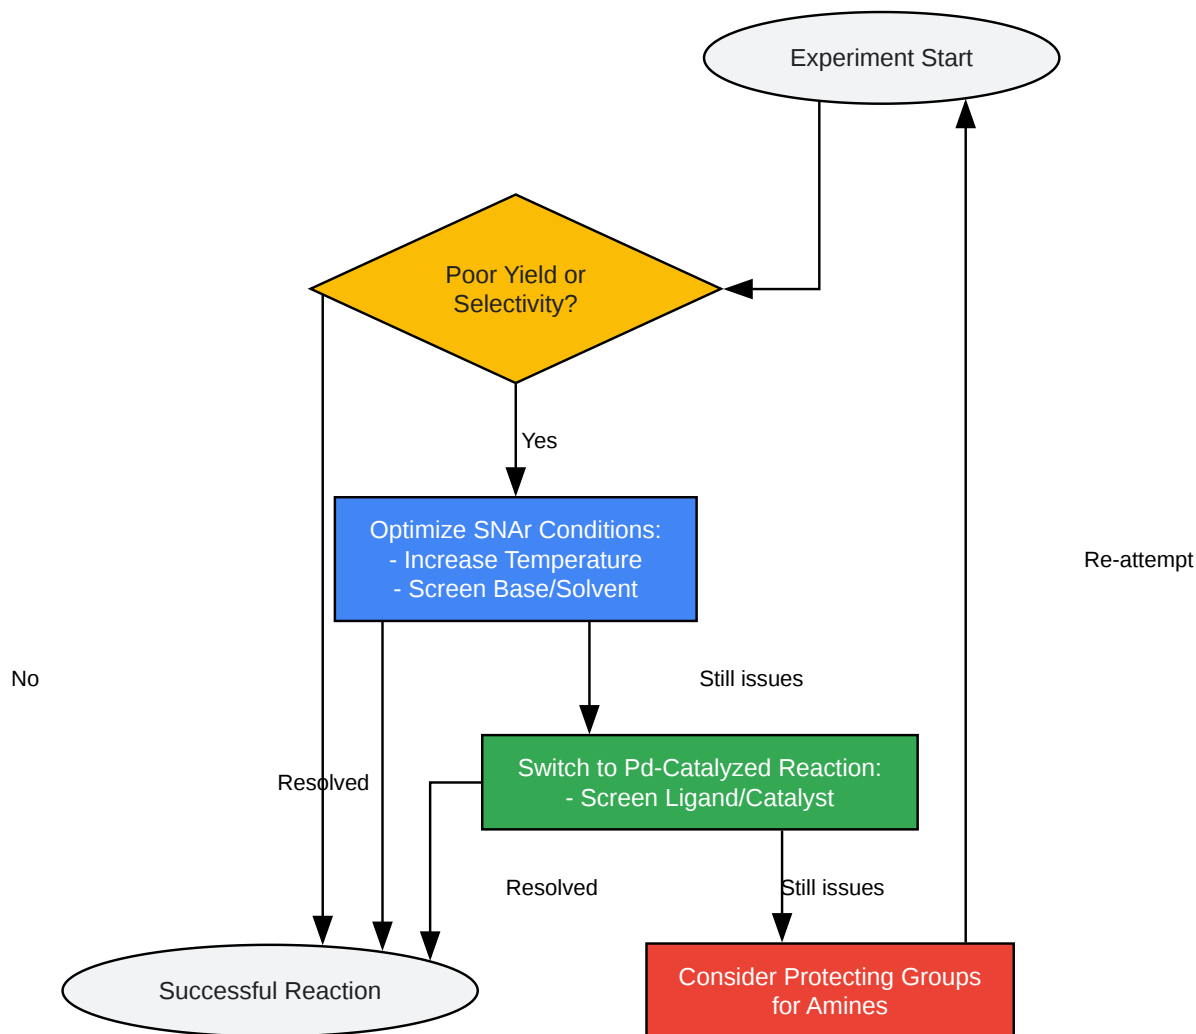 Experiment Start
Poor Yield or
Selectivity?
Yes
Optimize SNAr Conditions:
- Increase Temperature
- Screen Base/Solvent
Re-attempt
No
Still issues
Switch to Pd-Catalyzed Reaction:
- Screen Ligand/Catalyst
Resolved
Resolved
Still issues
Successful Reaction
Consider Protecting Groups
for Amines